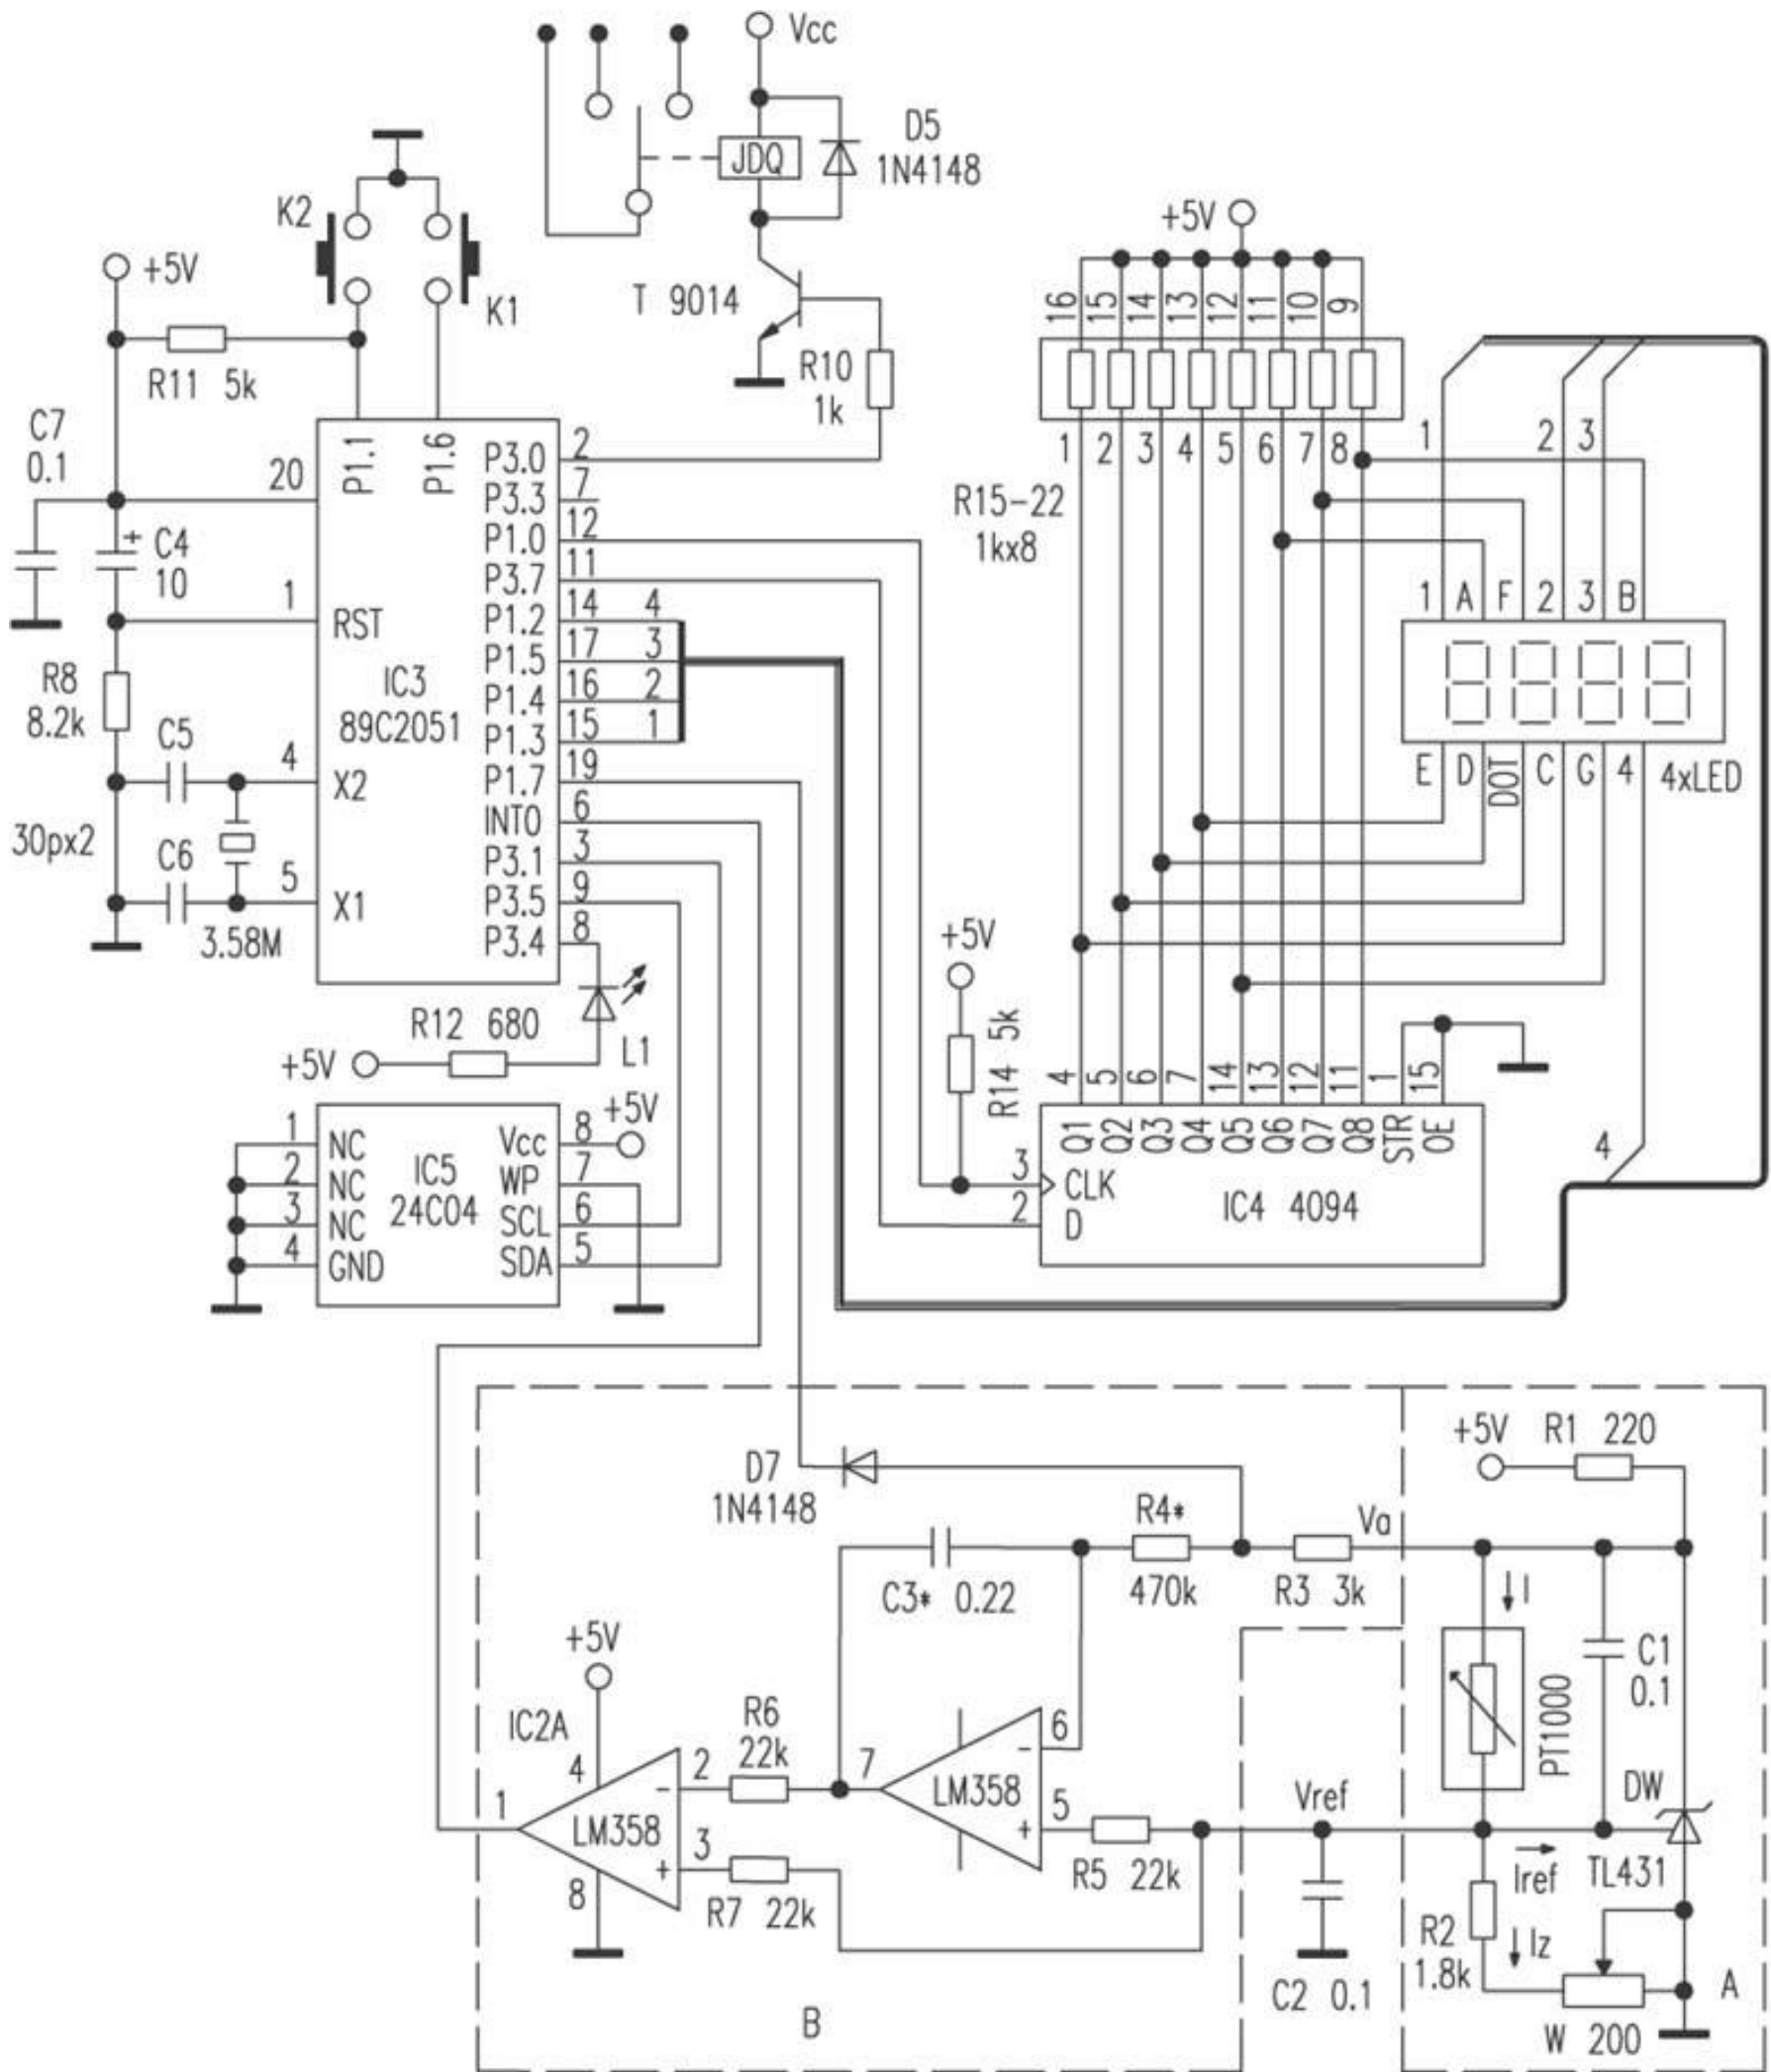 Vcc
JDQ
D5
1N4148
K2
K1
+5V
T 9014
R10
1k
+5V
R11 5k
C7
0.1
16
15
14
13
12
11
10
9
1
2
3
4
5
6
7
8
R15-22
1kx8
1
2
3
20
P1.1
P1.6
P3.0
2
P3.3
7
P1.0
12
P3.7
11
P1.2
14
4
P1.5
17
3
P1.4
16
2
P1.3
15
1
P1.7
19
INT0
6
P3.1
3
P3.5
9
P3.4
8
+
C4
10
1
RST
IC3
89C2051
R8
8.2k
C5
4
X2
30px2
C6
5
X1
3.58M
1 A F 2 3 B
E D DOT C G 4
4xLED
R12 680
+5V
L1
+5V
R14 5k
4
5
6
7
14
13
12
11
1
15
Q1
Q2
Q3
Q4
Q5
Q6
Q7
Q8
STR
OE
3
CLK
2
D
IC4 4094
4
1
NC
2
NC
3
NC
4
GND
IC5
24C04
Vcc
8
+5V
WP
7
SCL
6
SDA
5
D7
1N4148
R4*
470k
C3* 0.22
R3 3k
Va
+5V
R1 220
I
PT1000
C1
0.1
DW
TL431
Iref
Iz
R2
1.8k
W 200
A
+5V
IC2A
4
1
8
LM358
-
+
2
3
R6
22k
R7 22k
7
LM358
-
+
6
5
R5 22k
Vref
C2 0.1
B